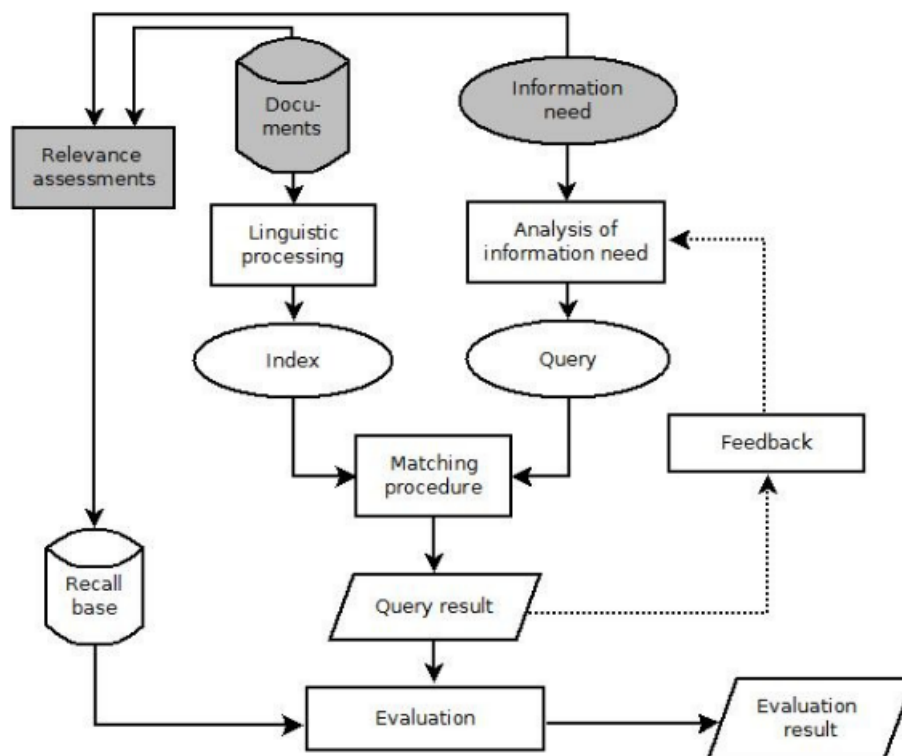 Docu-
ments
Information
need
Relevance
assessments
Linguistic
processing
Analysis of
information need
Index
Query
Matching
procedure
Feedback
Recall
base
Query result
Evaluation
Evaluation
result